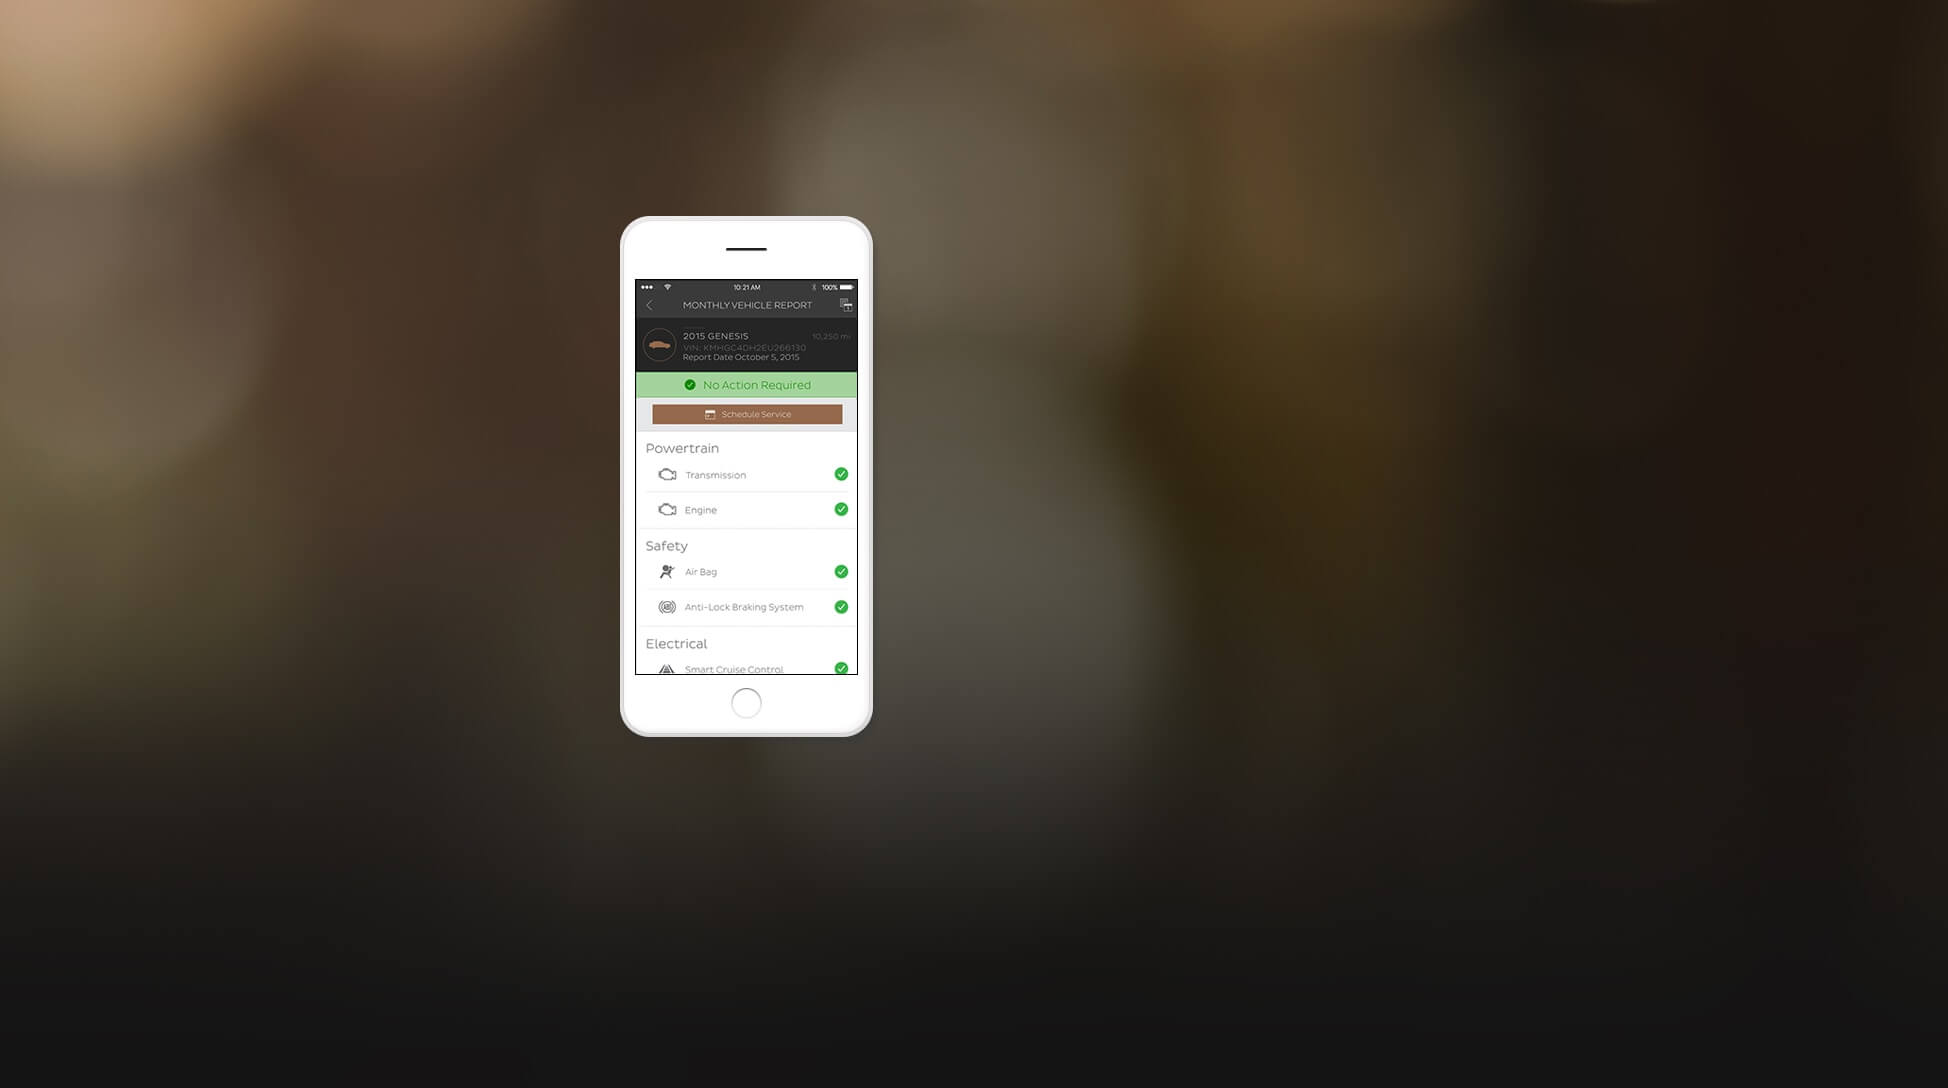 10:21 AM 100%
MONTHLY VEHICLE REPORT
2015 GENESIS 10,250 mi
VIN: KMHGC4DH2EU266130
Report Date October 5, 2015
No Action Required
Schedule Service
Powertrain
Transmission
Engine
Safety
Air Bag
Anti-Lock Braking System
Electrical
Smart Cruise Control